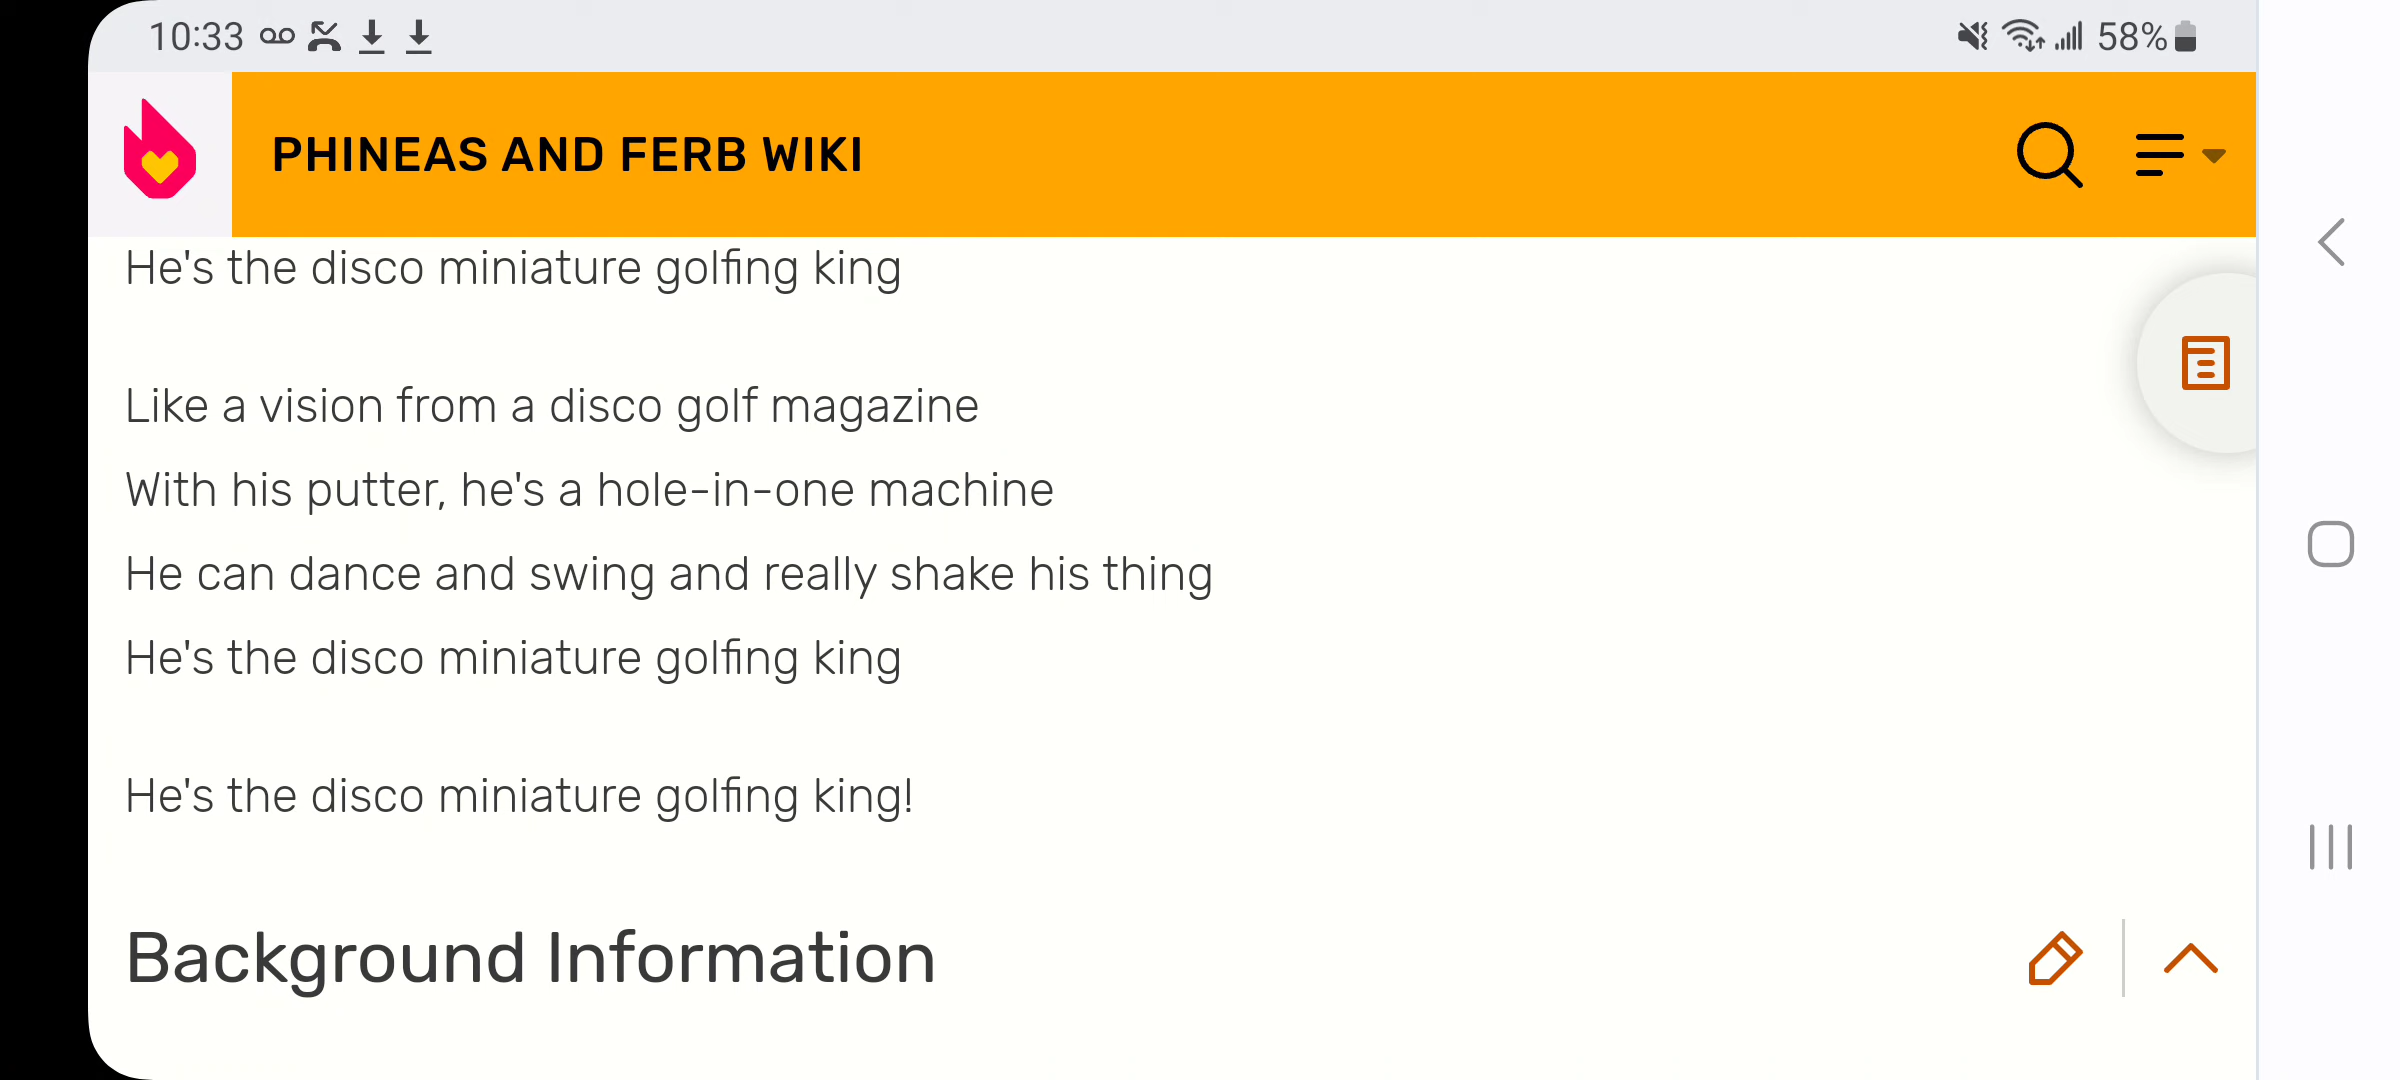 10:33
58%
PHINEAS AND FERB WIKI
He's the disco miniature golfing king
Like a vision from a disco golf magazine
With his putter, he's a hole-in-one machine
He can dance and swing and really shake his thing
He's the disco miniature golfing king
He's the disco miniature golfing king!
Background Information